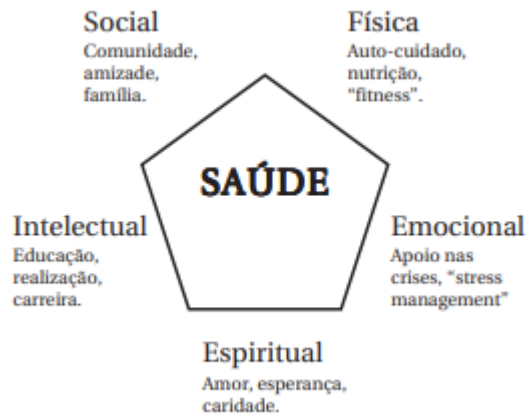 Social
Comunidade,
amizade,
família.
Física
Auto-cuidado,
nutrição,
“fitness”.
SAÚDE
Intelectual
Educação,
realização,
carreira.
Emocional
Apoio nas
crises, “stress
management”
Espiritual
Amor, esperança,
caridade.